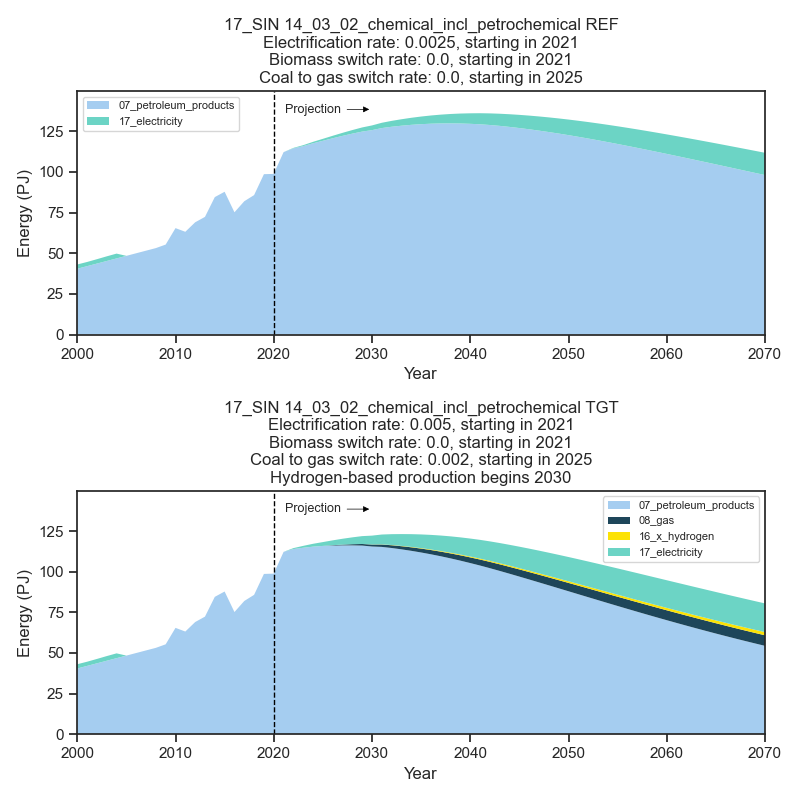 17_SIN 14_03_02_chemical_incl_petrochemical REF
Electrification rate: 0.0025, starting in 2021
Biomass switch rate: 0.0, starting in 2021
Coal to gas switch rate: 0.0, starting in 2025
07_petroleum_products
17_electricity
Projection
Energy (PJ)
125
100
75
50
25
0
2000 2010 2020 2030 2040 2050 2060 2070
Year
17_SIN 14_03_02_chemical_incl_petrochemical TGT
Electrification rate: 0.005, starting in 2021
Biomass switch rate: 0.0, starting in 2021
Coal to gas switch rate: 0.002, starting in 2025
Hydrogen-based production begins 2030
Projection
07_petroleum_products
08_gas
16_x_hydrogen
17_electricity
Energy (PJ)
125
100
75
50
25
0
2000 2010 2020 2030 2040 2050 2060 2070
Year